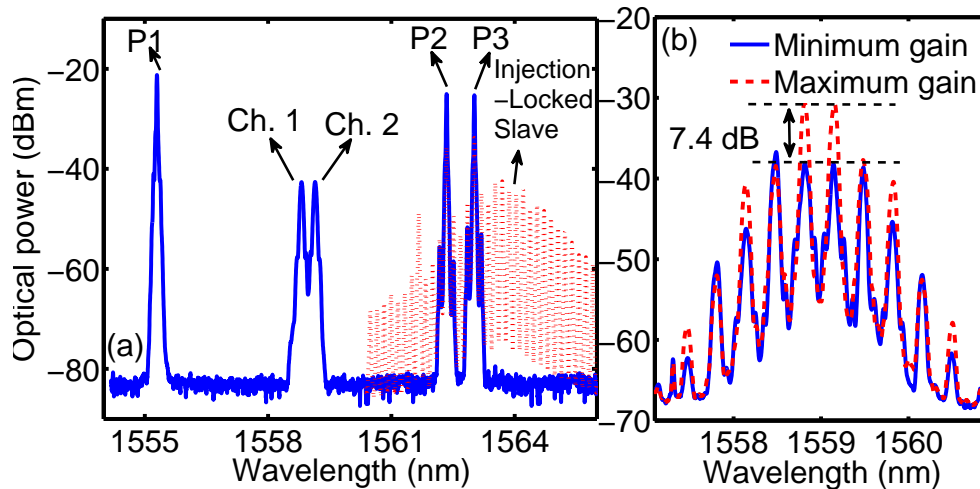 P1
P2
P3
Ch. 1
Ch. 2
Injection
–Locked
Slave
−20
−40
−60
−80
Optical power (dBm)
(a)
1555
1558
1561
1564
Wavelength (nm)
(b)
Minimum gain
Maximum gain
7.4 dB
−20
−30
−40
−50
−60
−70
1558
1559
1560
Wavelength (nm)